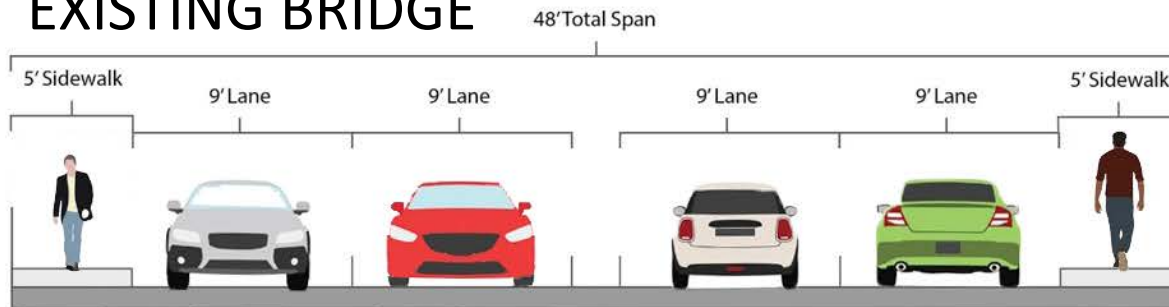 EXISTING BRIDGE
48' Total Span
5' Sidewalk
9' Lane
9' Lane
9' Lane
9' Lane
5' Sidewalk